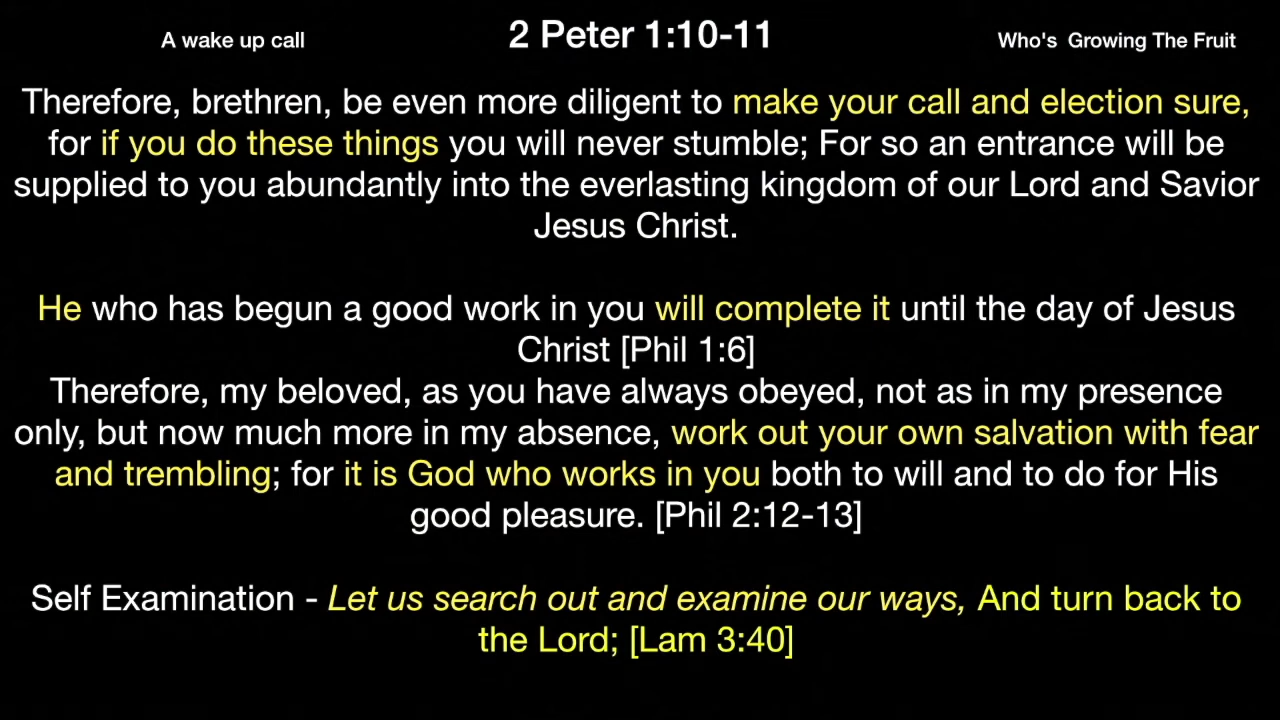 A wake up call
2 Peter 1:10-11
Who's Growing The Fruit
Therefore, brethren, be even more diligent to make your call and election sure,
for if you do these things you will never stumble; For so an entrance will be
supplied to you abundantly into the everlasting kingdom of our Lord and Savior
Jesus Christ.
He who has begun a good work in you will complete it until the day of Jesus
Christ [Phil 1:6]
Therefore, my beloved, as you have always obeyed, not as in my presence
only, but now much more in my absence, work out your own salvation with fear
and trembling; for it is God who works in you both to will and to do for His
good pleasure. [Phil 2:12-13]
Self Examination - Let us search out and examine our ways, And turn back to
the Lord; [Lam 3:40]